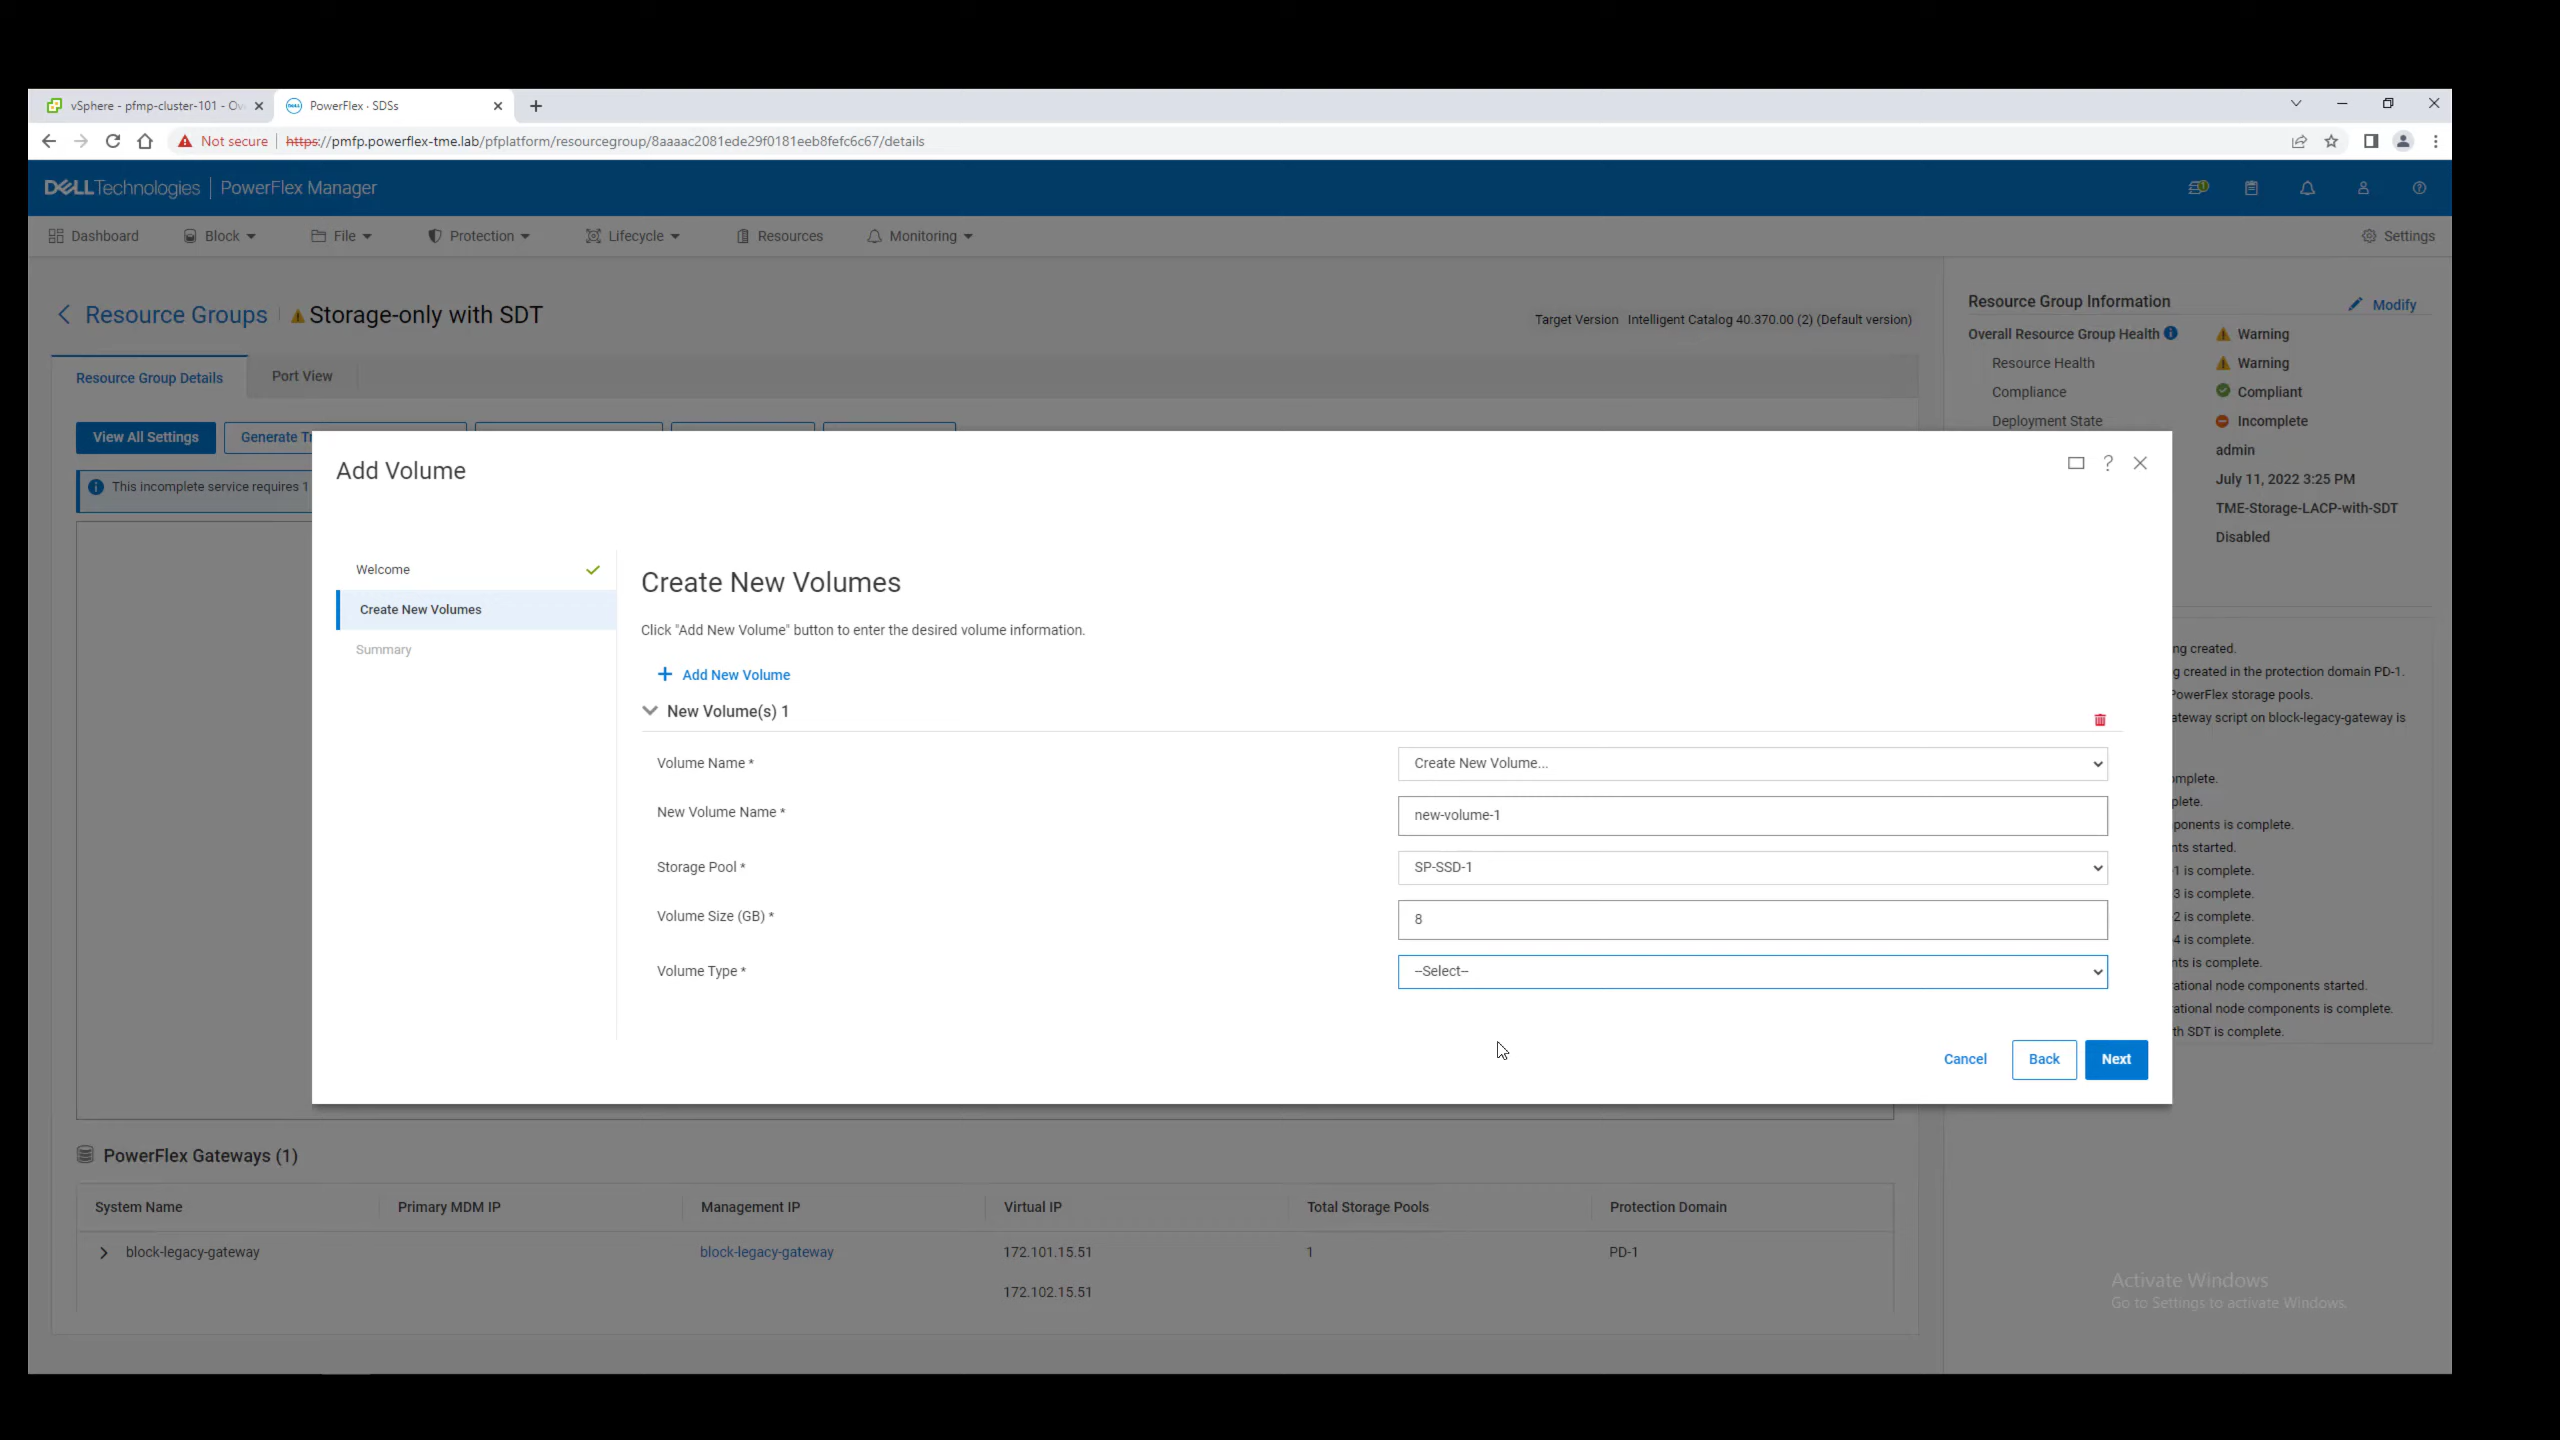 vSphere - pfmp-cluster-101 - Ov
PowerFlex - SDSs
Not secure
https://pmfp.powerflex-tme.lab/pfplatform/resourcegroup/8aaaac2081ede29f0181eeb8fefc6c67/details
DELLTechnologies | PowerFlex Manager
Dashboard
Block
File
Protection
Lifecycle
Resources
Monitoring
Settings
Resource Groups
Storage-only with SDT
Target Version Intelligent Catalog 40.370.00 (2) (Default version)
Resource Group Details
Port View
View All Settings
Generate Tr
This incomplete service requires 1
Resource Group Information
Modify
Overall Resource Group Health
Warning
Resource Health
Warning
Compliance
Compliant
Deployment State
Incomplete
admin
July 11, 2022 3:25 PM
TME-Storage-LACP-with-SDT
Disabled
Add Volume
Welcome
Create New Volumes
Summary
Create New Volumes
Click "Add New Volume" button to enter the desired volume information.
Add New Volume
New Volume(s) 1
Volume Name *
Create New Volume...
New Volume Name *
new-volume-1
Storage Pool *
SP-SSD-1
Volume Size (GB) *
8
Volume Type *
--Select--
Cancel
Back
Next
ng created.
g created in the protection domain PD-1.
PowerFlex storage pools.
ateway script on block-legacy-gateway is
omplete.
plete.
ponents is complete.
nts started.
1 is complete.
3 is complete.
2 is complete.
4 is complete.
nts is complete.
ational node components started.
ational node components is complete.
th SDT is complete.
PowerFlex Gateways (1)
System Name
Primary MDM IP
Management IP
Virtual IP
Total Storage Pools
Protection Domain
block-legacy-gateway
block-legacy-gateway
172.101.15.51
1
PD-1
172.102.15.51
Activate Windows
Go to Settings to activate Windows.